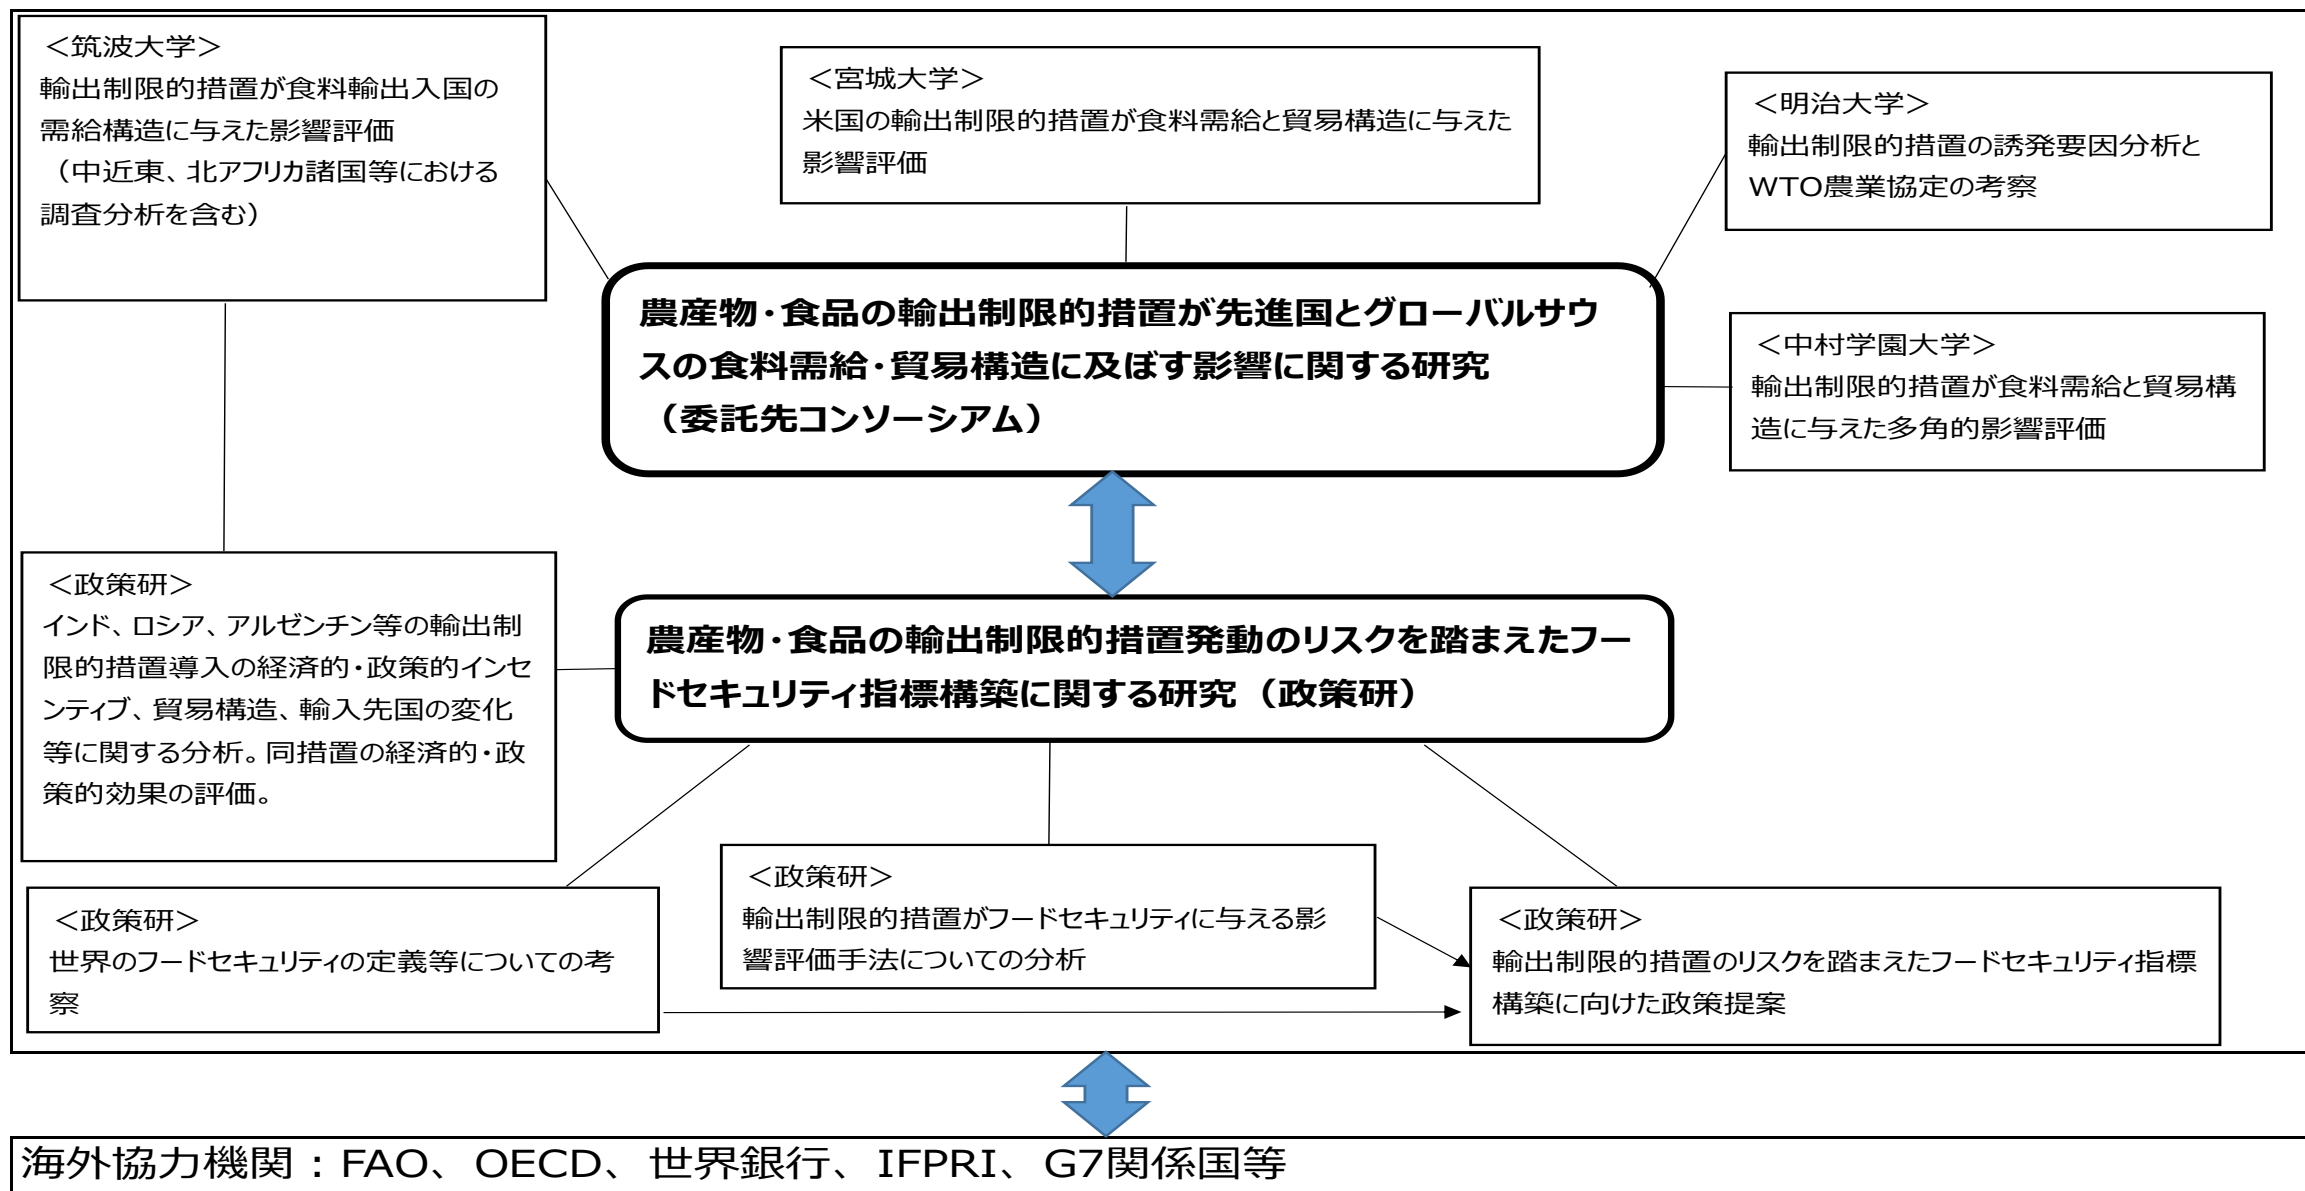 ＜筑波大学＞
輸出制限的措置が食料輸出入国の
需給構造に与えた影響評価
（中近東、北アフリカ諸国等における
調査分析を含む）
＜宮城大学＞
米国の輸出制限的措置が食料需給と貿易構造に与えた
影響評価
＜明治大学＞
輸出制限的措置の誘発要因分析と
WTO農業協定の考察
農産物・食品の輸出制限的措置が先進国とグローバルサウ
スの食料需給・貿易構造に及ぼす影響に関する研究
（委託先コンソーシアム）
＜中村学園大学＞
輸出制限的措置が食料需給と貿易構
造に与えた多角的影響評価
＜政策研＞
インド、ロシア、アルゼンチン等の輸出制
限的措置導入の経済的・政策的インセ
ンティブ、貿易構造、輸入先国の変化
等に関する分析。同措置の経済的・政
策的効果の評価。
農産物・食品の輸出制限的措置発動のリスクを踏まえたフー
ドセキュリティ指標構築に関する研究（政策研）
＜政策研＞
世界のフードセキュリティの定義等についての考
察
＜政策研＞
輸出制限的措置がフードセキュリティに与える影
響評価手法についての分析
＜政策研＞
輸出制限的措置のリスクを踏まえたフードセキュリティ指標
構築に向けた政策提案
海外協力機関：FAO、OECD、世界銀行、IFPRI、G7関係国等